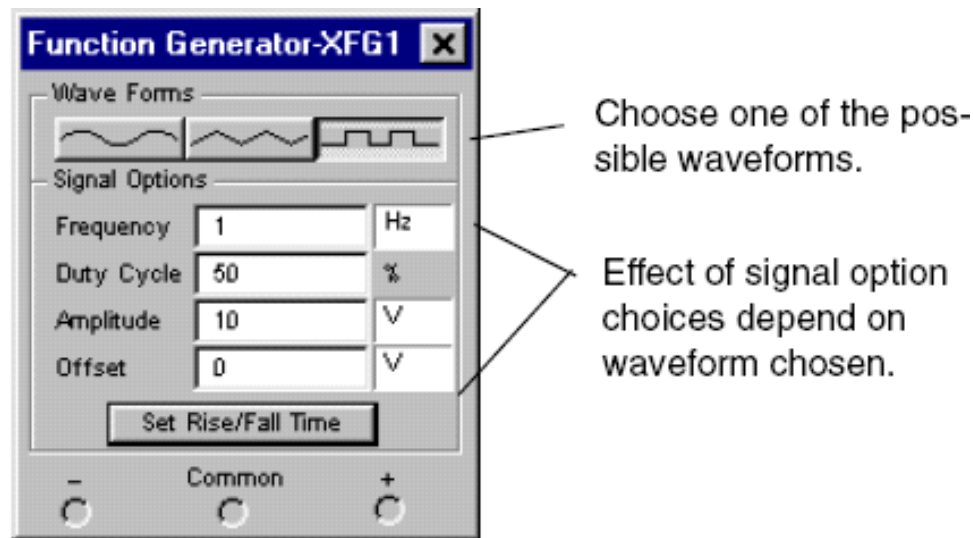 Function Generator-XFG1
Wave Forms
Choose one of the pos-
sible waveforms.
Signal Options
Frequency 1 Hz
Duty Cycle 50 %
Amplitude 10 V
Offset 0 V
Effect of signal option
choices depend on
waveform chosen.
Set Rise/Fall Time
- Common +